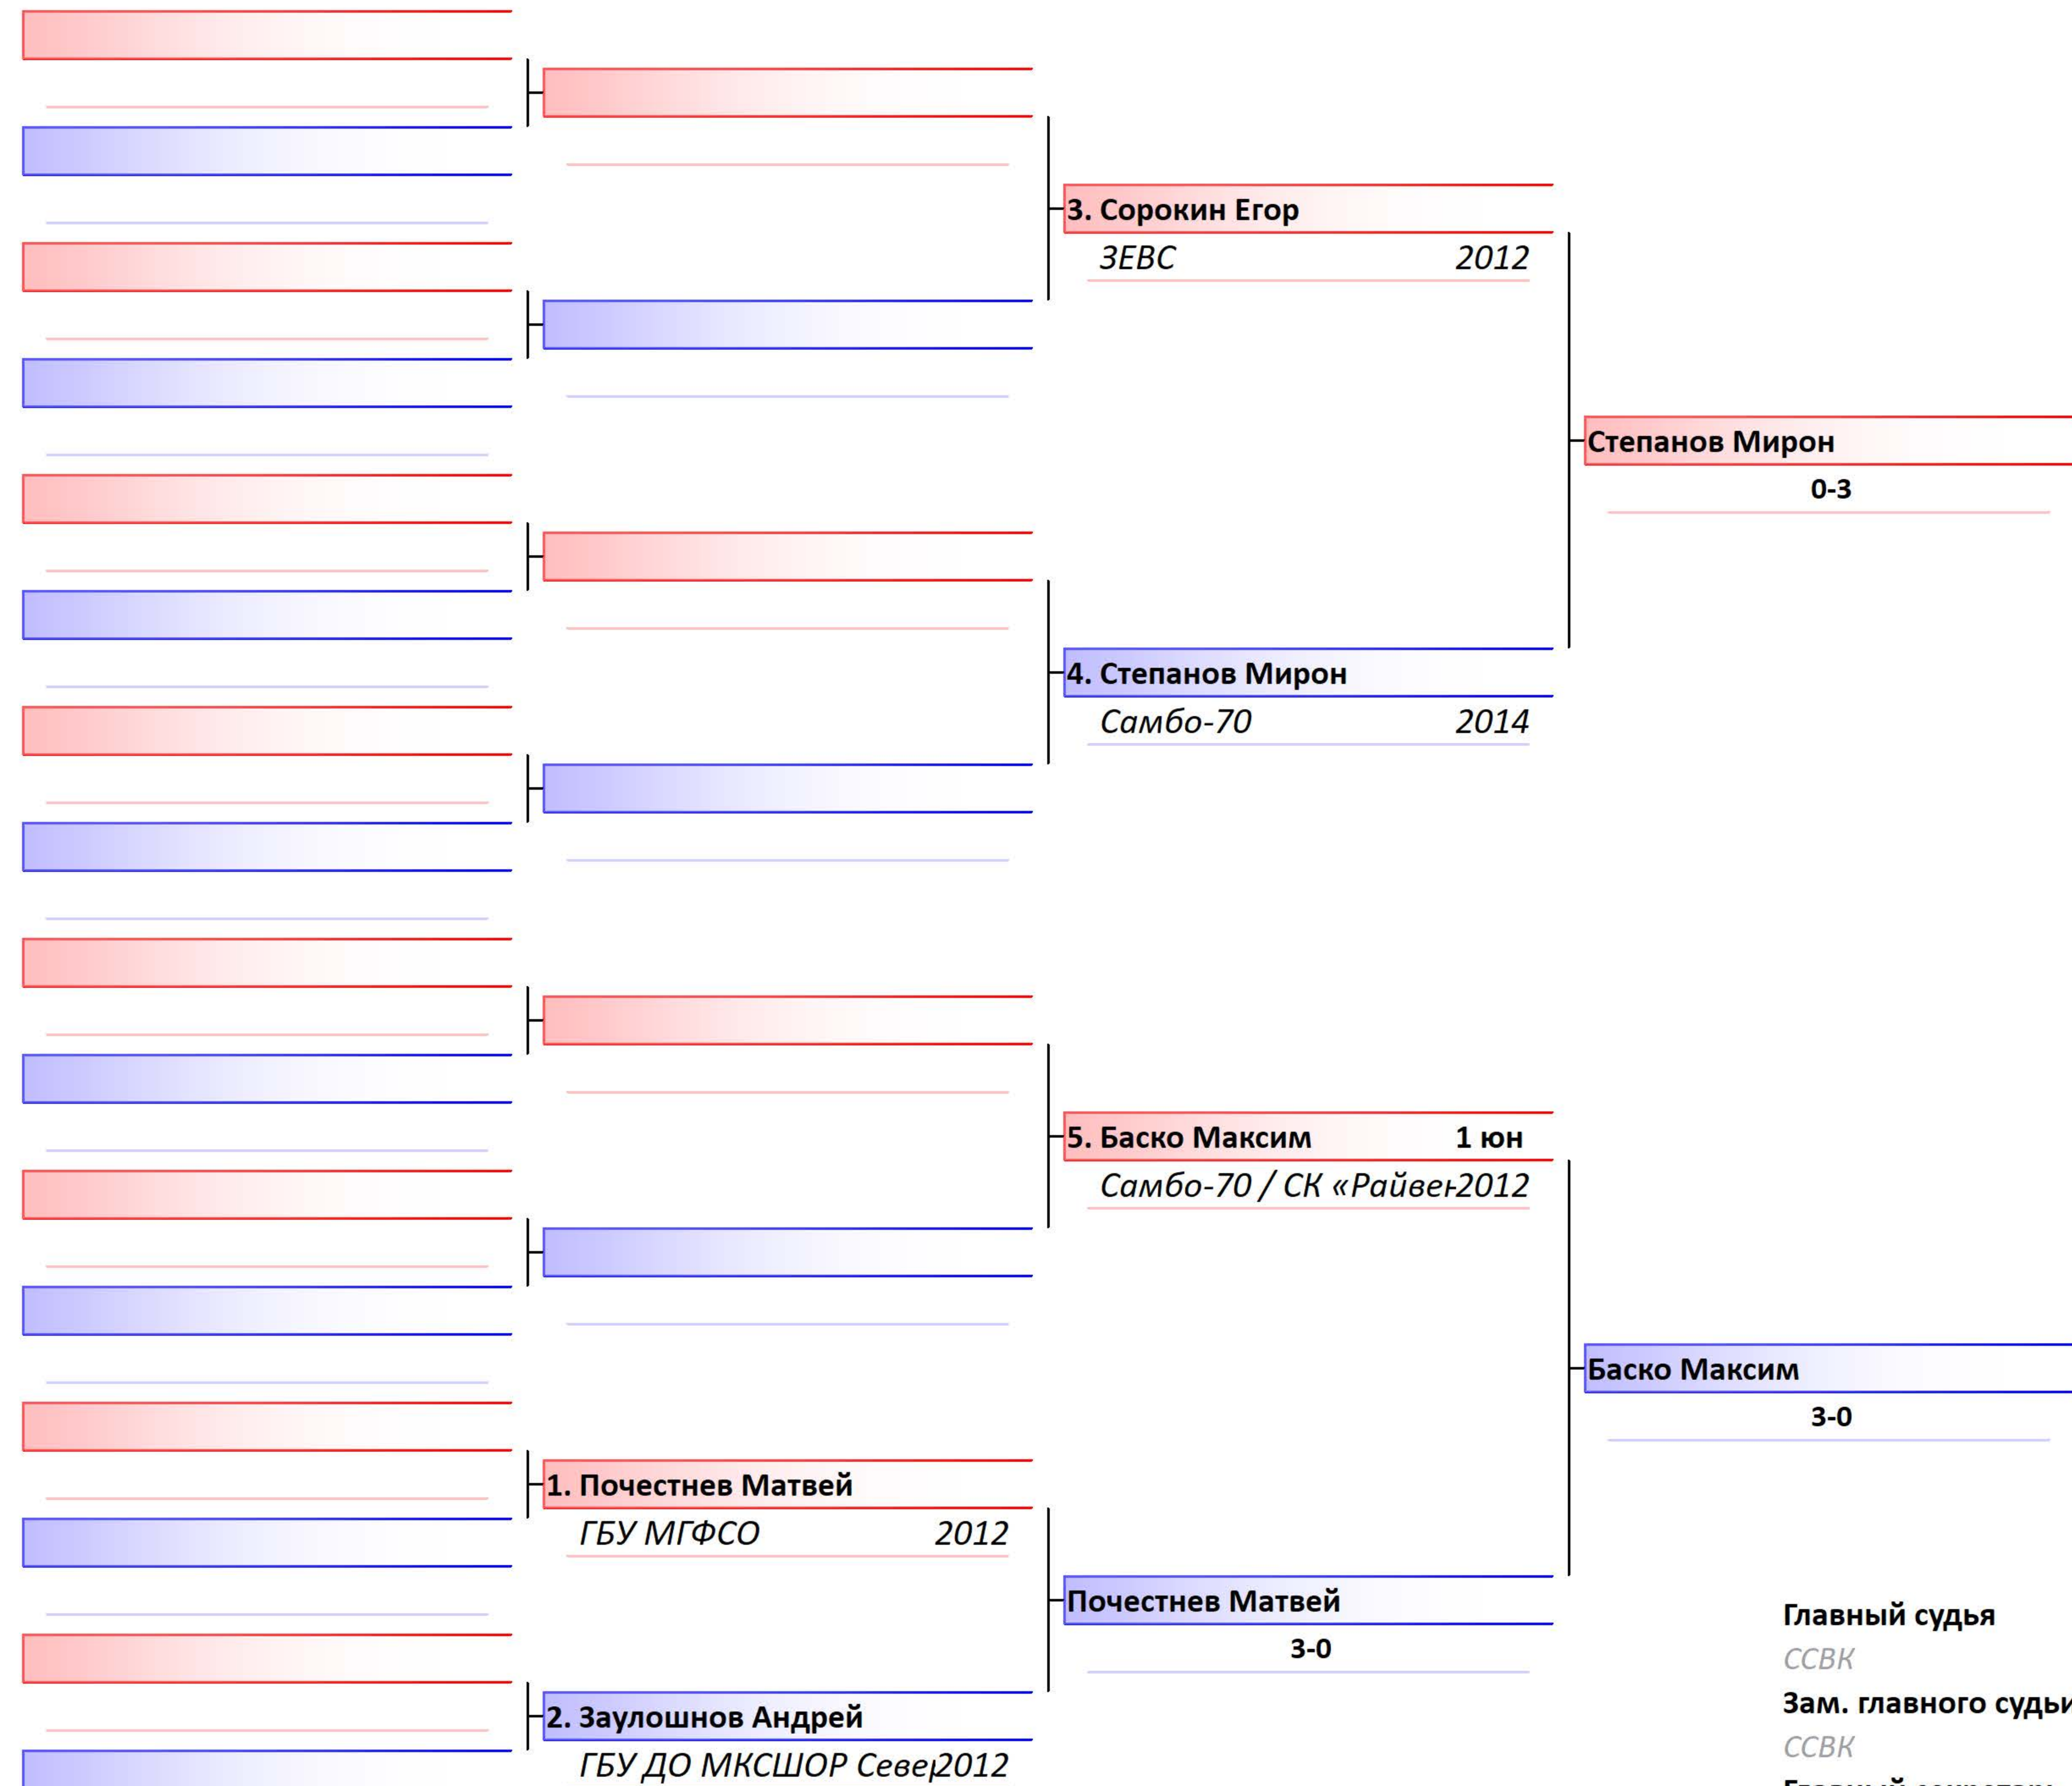 3. Сорокин Егор
ЗЕВС 2012
Степанов Мирон
0-3
4. Степанов Мирон
Самбо-70 2014
5. Баско Максим 1 юн
Самбо-70 / СК «Райвен 2012
Баско Максим
3-0
1. Почестнев Матвей
ГБУ МГФСО 2012
Почестнев Матвей
3-0
2. Заулошнов Андрей
ГБУ ДО МКСШОР Север 2012
Главный судья
ССВК
Зам. главного судьи
ССВК